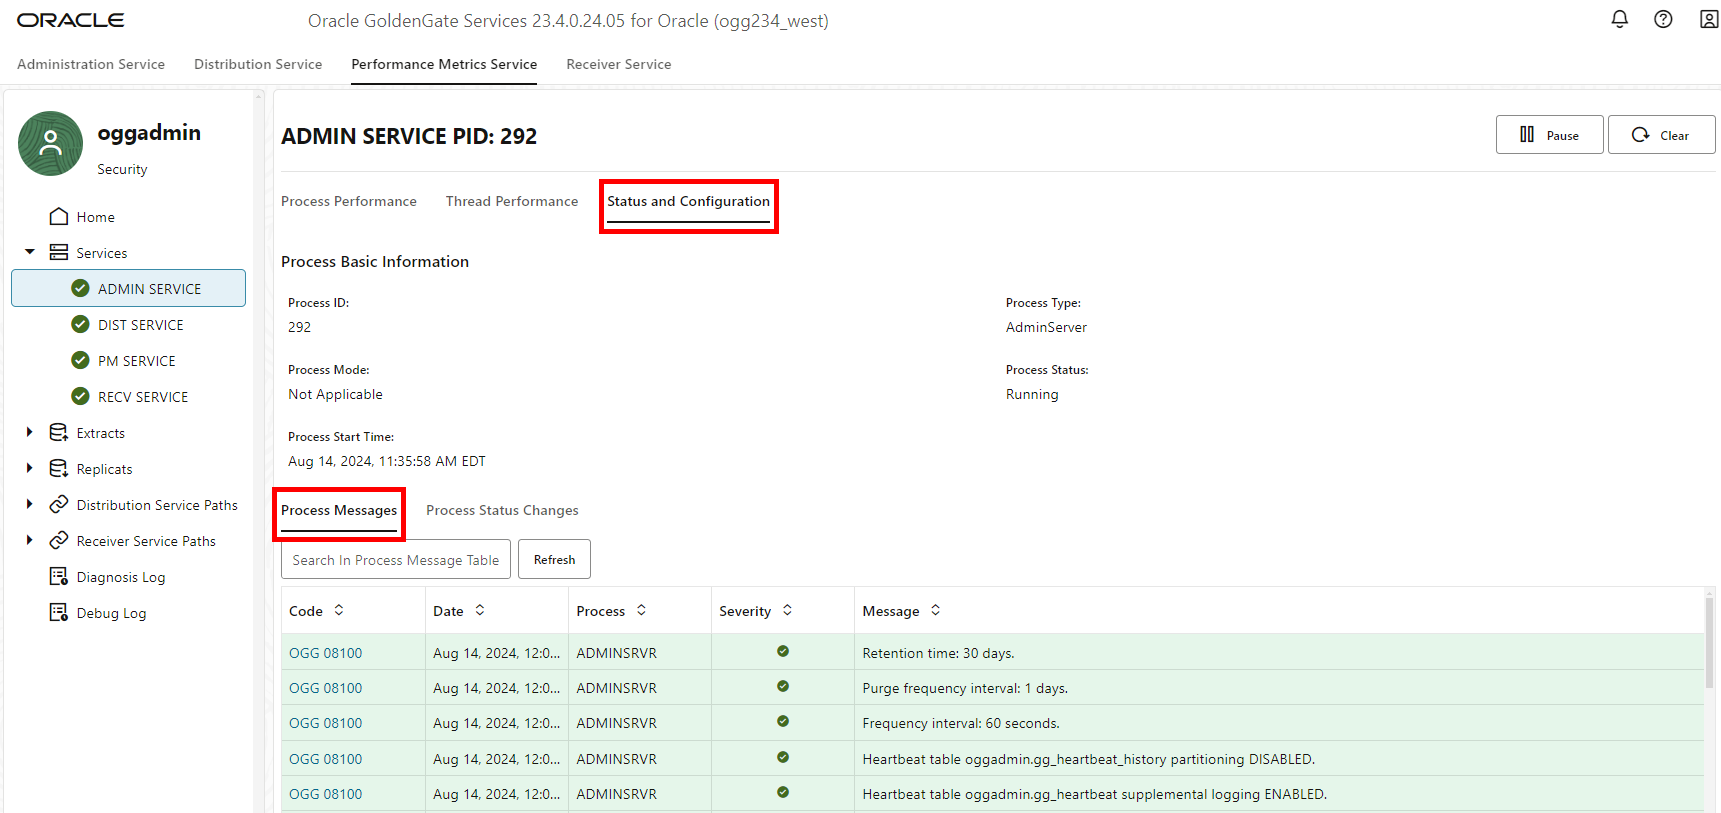 ORACLE
Oracle GoldenGate Services 23.4.0.24.05 for Oracle (ogg234_west)
Administration Service
Distribution Service
Performance Metrics Service
Receiver Service
oggadmin
Security
Home
Services
ADMIN SERVICE
DIST SERVICE
PM SERVICE
RECV SERVICE
Extracts
Replicats
Distribution Service Paths
Receiver Service Paths
Diagnosis Log
Debug Log
ADMIN SERVICE PID: 292
Pause
Clear
Process Performance
Thread Performance
Status and Configuration
Process Basic Information
Process ID:
292
Process Type:
AdminServer
Process Mode:
Not Applicable
Process Status:
Running
Process Start Time:
Aug 14, 2024, 11:35:58 AM EDT
Process Messages
Process Status Changes
Search In Process Message Table
Refresh
Code Date Process Severity Message
OGG 08100 Aug 14, 2024, 12:0... ADMINSRVR Retention time: 30 days.
OGG 08100 Aug 14, 2024, 12:0... ADMINSRVR Purge frequency interval: 1 days.
OGG 08100 Aug 14, 2024, 12:0... ADMINSRVR Frequency interval: 60 seconds.
OGG 08100 Aug 14, 2024, 12:0... ADMINSRVR Heartbeat table oggadmin.gg_heartbeat_history partitioning DISABLED.
OGG 08100 Aug 14, 2024, 12:0... ADMINSRVR Heartbeat table oggadmin.gg_heartbeat supplemental logging ENABLED.